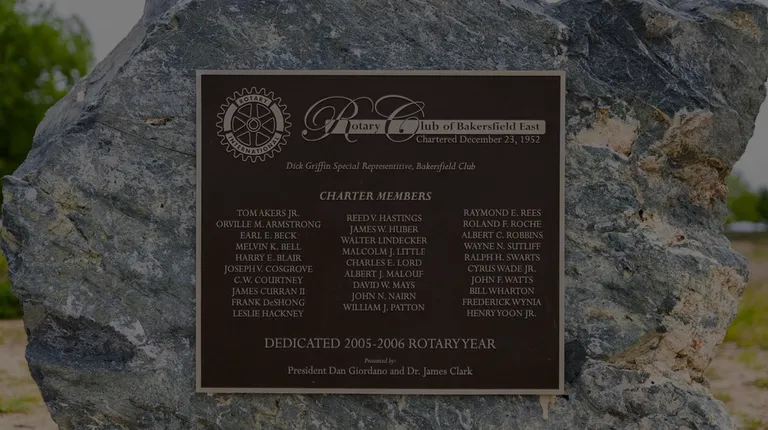 ROTARY
INTERNATIONAL
Rotary Club of Bakersfield East
Chartered December 23, 1952
Dick Griffin Special Representitive, Bakersfield Club
CHARTER MEMBERS
TOM AKERS JR.
ORVILLE M. ARMSTRONG
EARL E. BECK
MELVIN K. BELL
HARRY E. BLAIR
JOSEPH V. COSGROVE
C.W. COURTNEY
JAMES CURRAN II
FRANK DeSHONG
LESLIE HACKNEY
REED V. HASTINGS
JAMES W. HUBER
WALTER LINDECKER
MALCOLM J. LITTLE
CHARLES E. LORD
ALBERT J. MALOUF
DAVID W. MAYS
JOHN N. NAIRN
WILLIAM J. PATTON
RAYMOND E. REES
ROLAND F. ROCHE
ALBERT C. ROBBINS
WAYNE N. SUTLIFF
RALPH H. SWARTS
CYRUS WADE JR.
JOHN F. WATTS
BILL WHARTON
FREDERICK WYNIA
HENRY YOON JR.
DEDICATED 2005-2006 ROTARY YEAR
Presented by:
President Dan Giordano and Dr. James Clark